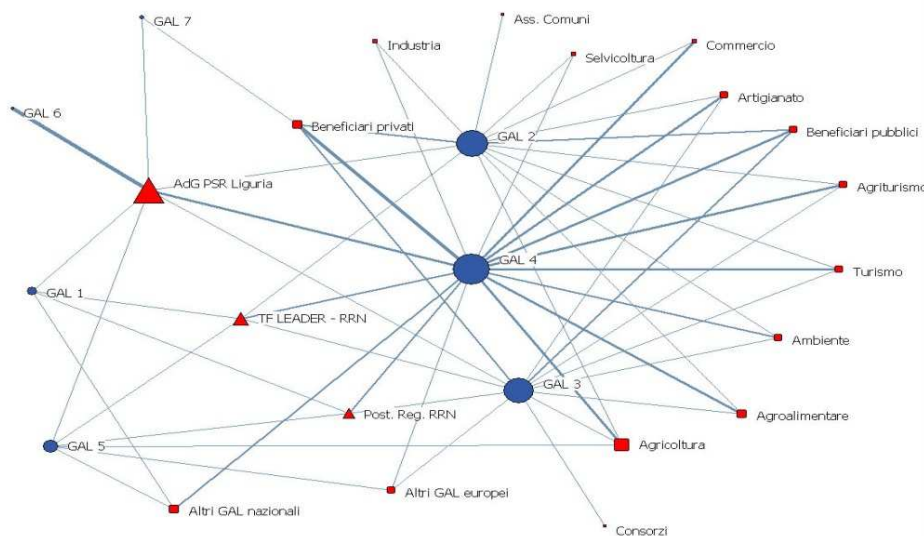 GAL 7
Ass. Comuni
Industria
Selvicoltura
Commercio
Artigianato
GAL 6
Beneficiari privati
GAL 2
Beneficiari pubblici
AdG PSR Liguria
Agriturismo
GAL 4
Turismo
GAL 1
TF LEADER - RRN
Ambiente
GAL 3
Post. Reg. RRN
Agroalimentare
GAL 5
Agricoltura
Altri GAL europei
Altri GAL nazionali
Consorzi